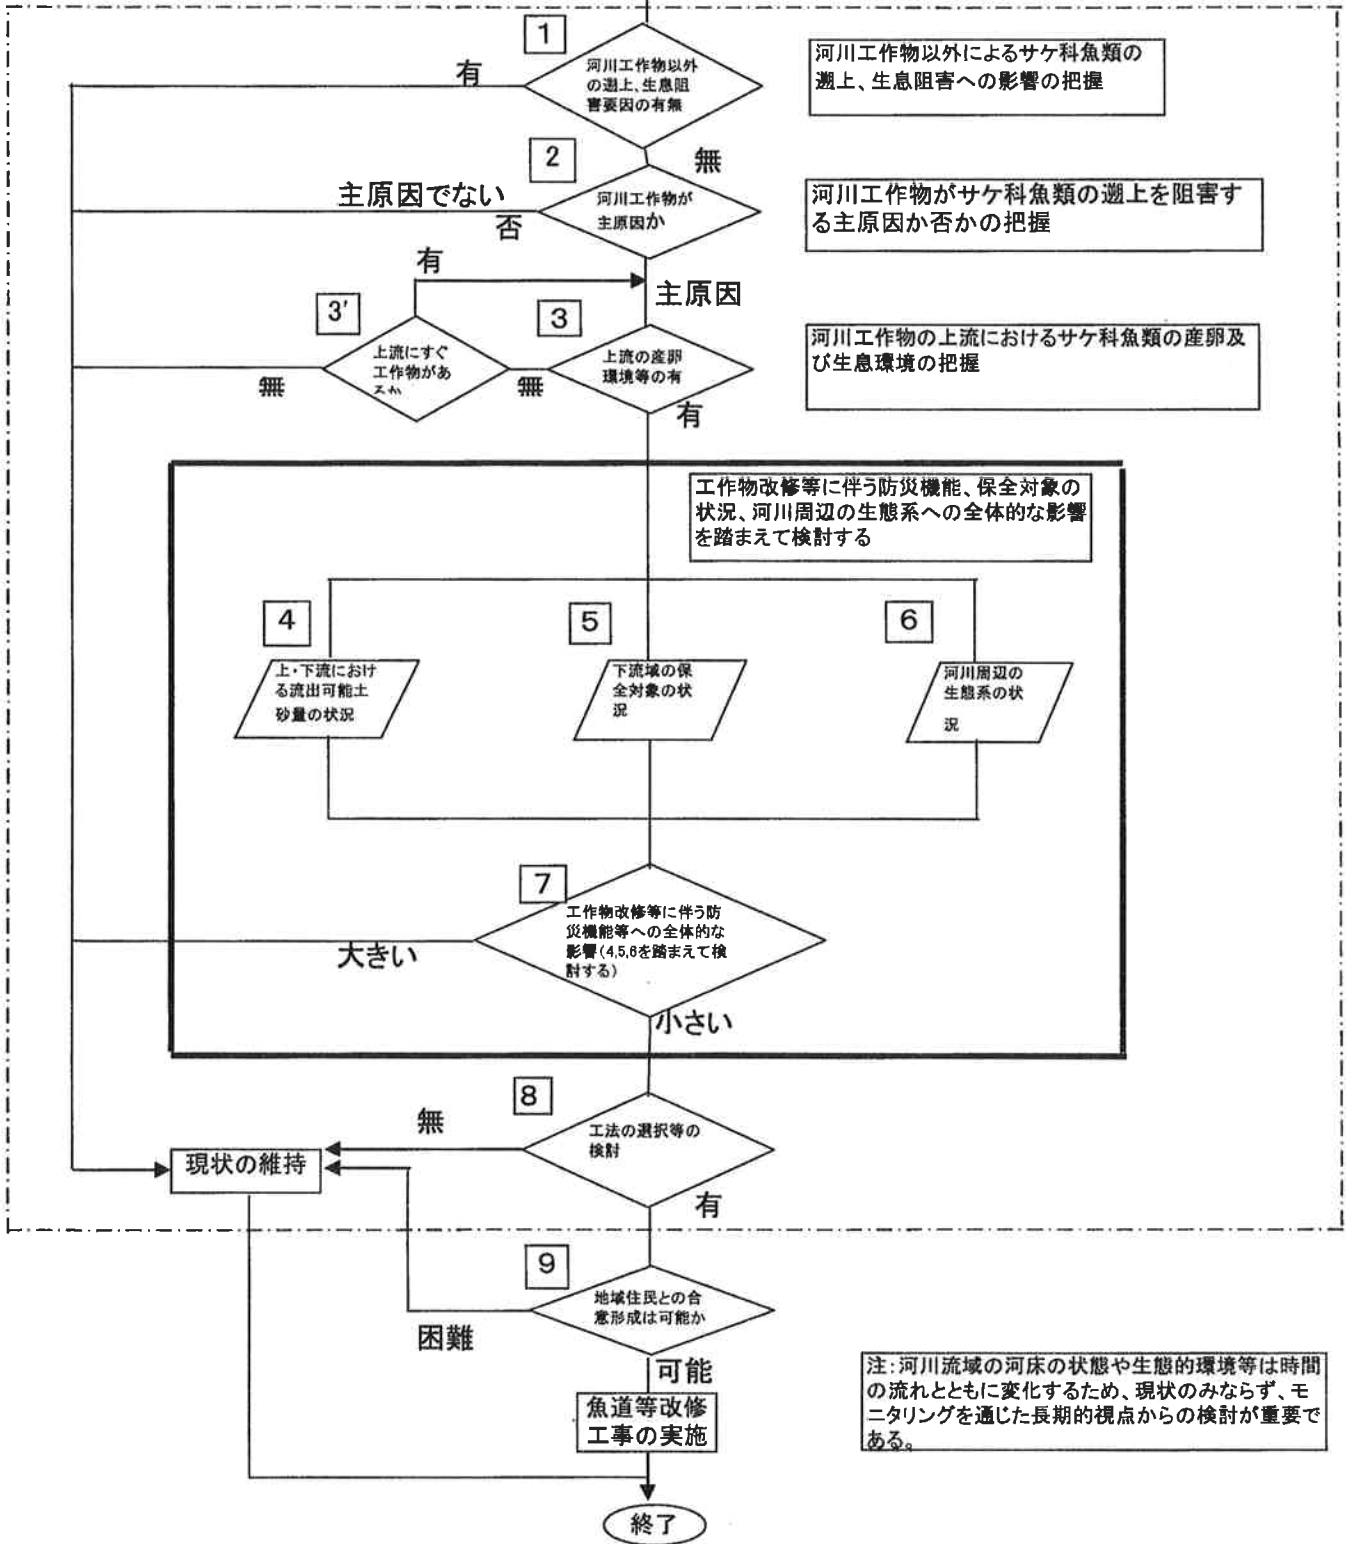 1
河川工作物以外
の遡上、生息阻
害要因の有無
有
無
河川工作物以外によるサケ科魚類の
遡上、生息阻害への影響の把握
2
河川工作物が
主原因か
主原因でない
否
主原因
河川工作物がサケ科魚類の遡上を阻害す
る主原因か否かの把握
有
3'
上流にすぐ
工作物があ
るか
無
無
3
上流の産卵
環境等の有
有
河川工作物の上流におけるサケ科魚類の産卵及
び生息環境の把握
工作物改修等に伴う防災機能、保全対象の
状況、河川周辺の生態系への全体的な影響
を踏まえて検討する
4
上・下流におけ
る流出可能土
砂量の状況
5
下流域の保
全対象の状
況
6
河川周辺の
生態系の状
況
7
工作物改修等に伴う防
災機能等への全体的な
影響(4,5,6を踏まえて検
討する)
大きい
小さい
8
工法の選択等の
検討
無
有
現状の維持
9
地域住民との合
意形成は可能か
困難
可能
魚道等改修
工事の実施
終了
注:河川流域の河床の状態や生態的環境等は時間
の流れとともに変化するため、現状のみならず、モ
ニタリングを通じた長期的視点からの検討が重要で
ある。